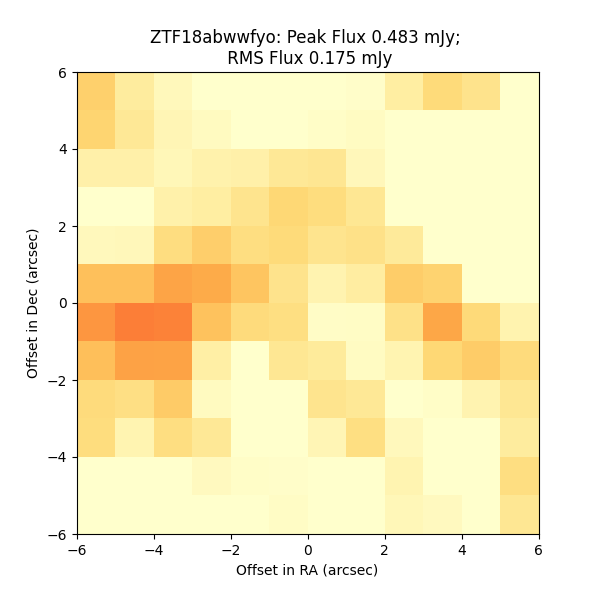 ZTF18abwwfyo: Peak Flux 0.483 mJy;
RMS Flux 0.175 mJy
6
4
2
0
−2
−4
−6
Offset in Dec (arcsec)
−6 −4 −2 0 2 4 6
Offset in RA (arcsec)